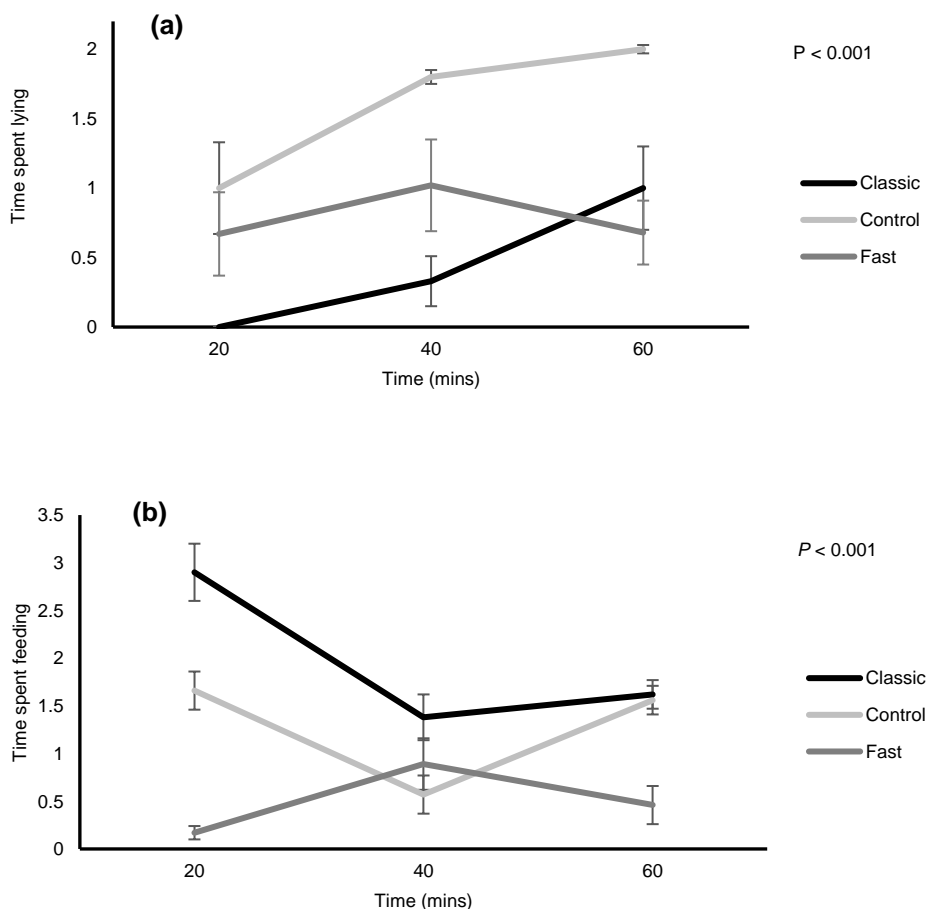 (a)
P < 0.001
Time spent lying
2
1.5
1
0.5
0
20 40 60
Time (mins)
Classic
Control
Fast
(b)
P < 0.001
Time spent feeding
3.5
3
2.5
2
1.5
1
0.5
0
20 40 60
Time (mins)
Classic
Control
Fast